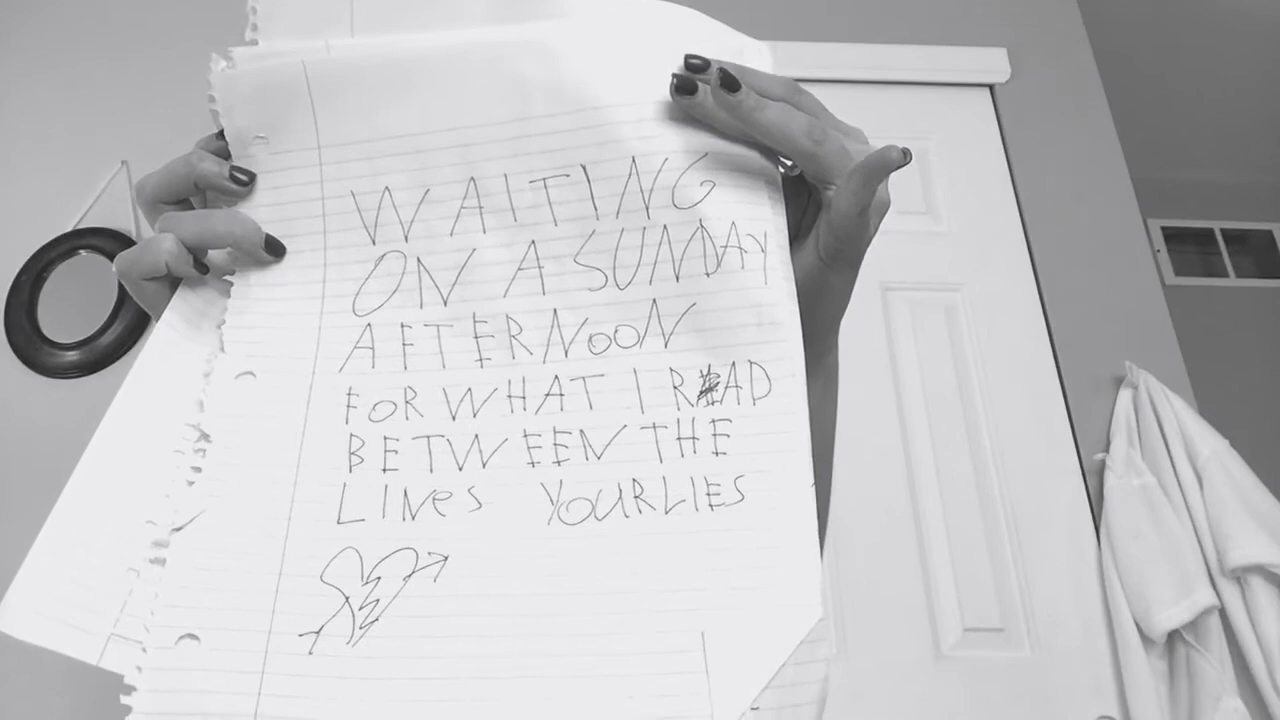 WAITING
ON A SUNDAY
AFTERNOON
FOR WHAT I READ
BETWEEN THE
LINes YOUR LIES